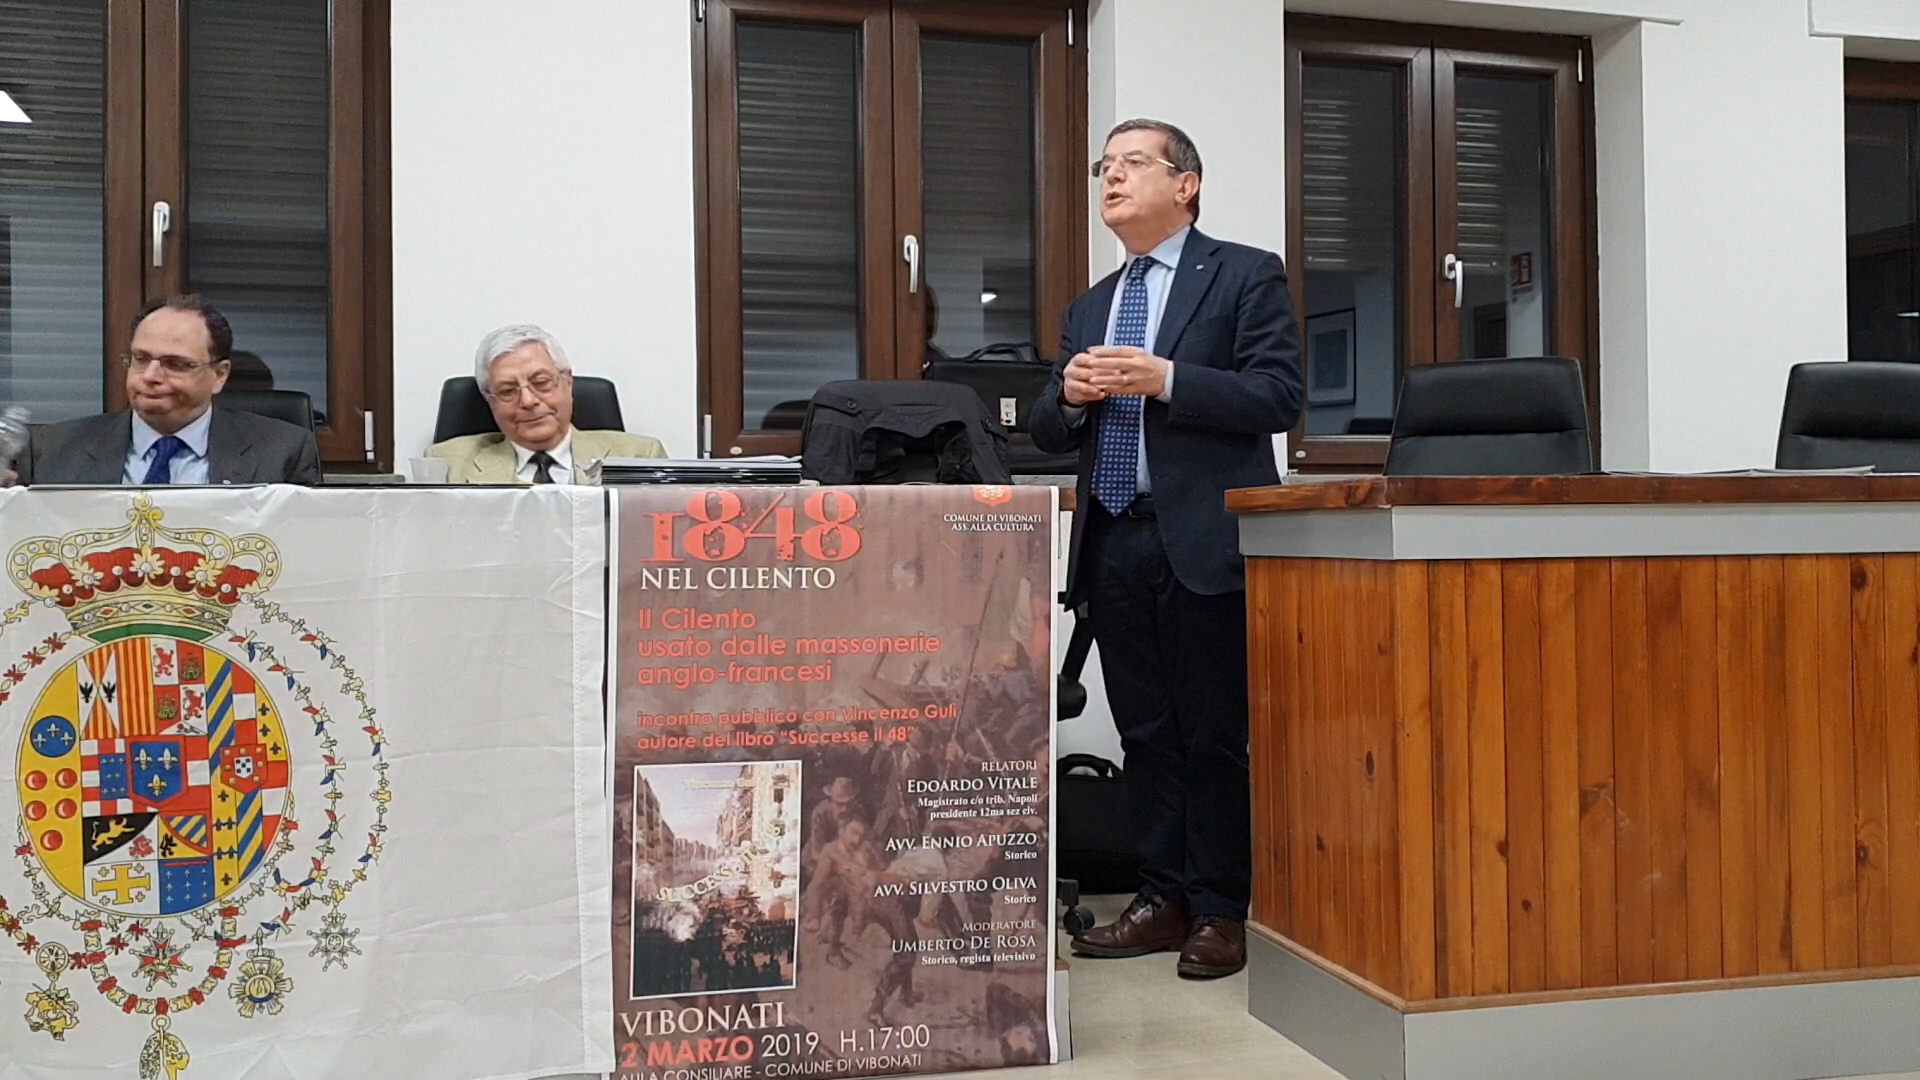 1848
NEL CILENTO
COMUNE DI VIBONATI
ASS. ALLA CULTURA
Il Cilento
usato dalle massonerie
anglo-francesi
incontro pubblico con Vincenzo Gulì
autore del libro "Successe il 48"
SUCCESSE
RELATORI
EDOARDO VITALE
Magistrato c/o trib. Napoli
presidente 12ma sez civ.
AVV. ENNIO APUZZO
Storico
AVV. SILVESTRO OLIVA
Storico
MODERATORE
UMBERTO DE ROSA
Storico, regista televisivo
VIBONATI
2 MARZO 2019 H.17:00
AULA CONSILIARE - COMUNE DI VIBONATI